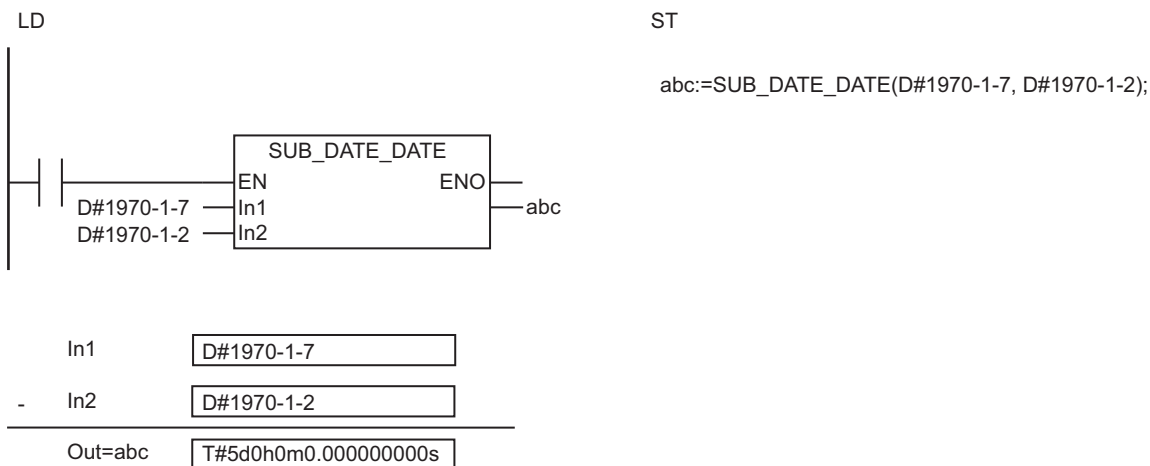 LD
ST
abc:=SUB_DATE_DATE(D#1970-1-7, D#1970-1-2);
SUB_DATE_DATE
EN ENO
D#1970-1-7 In1 abc
D#1970-1-2 In2
In1 D#1970-1-7
- In2 D#1970-1-2
Out=abc T#5d0h0m0.000000000s